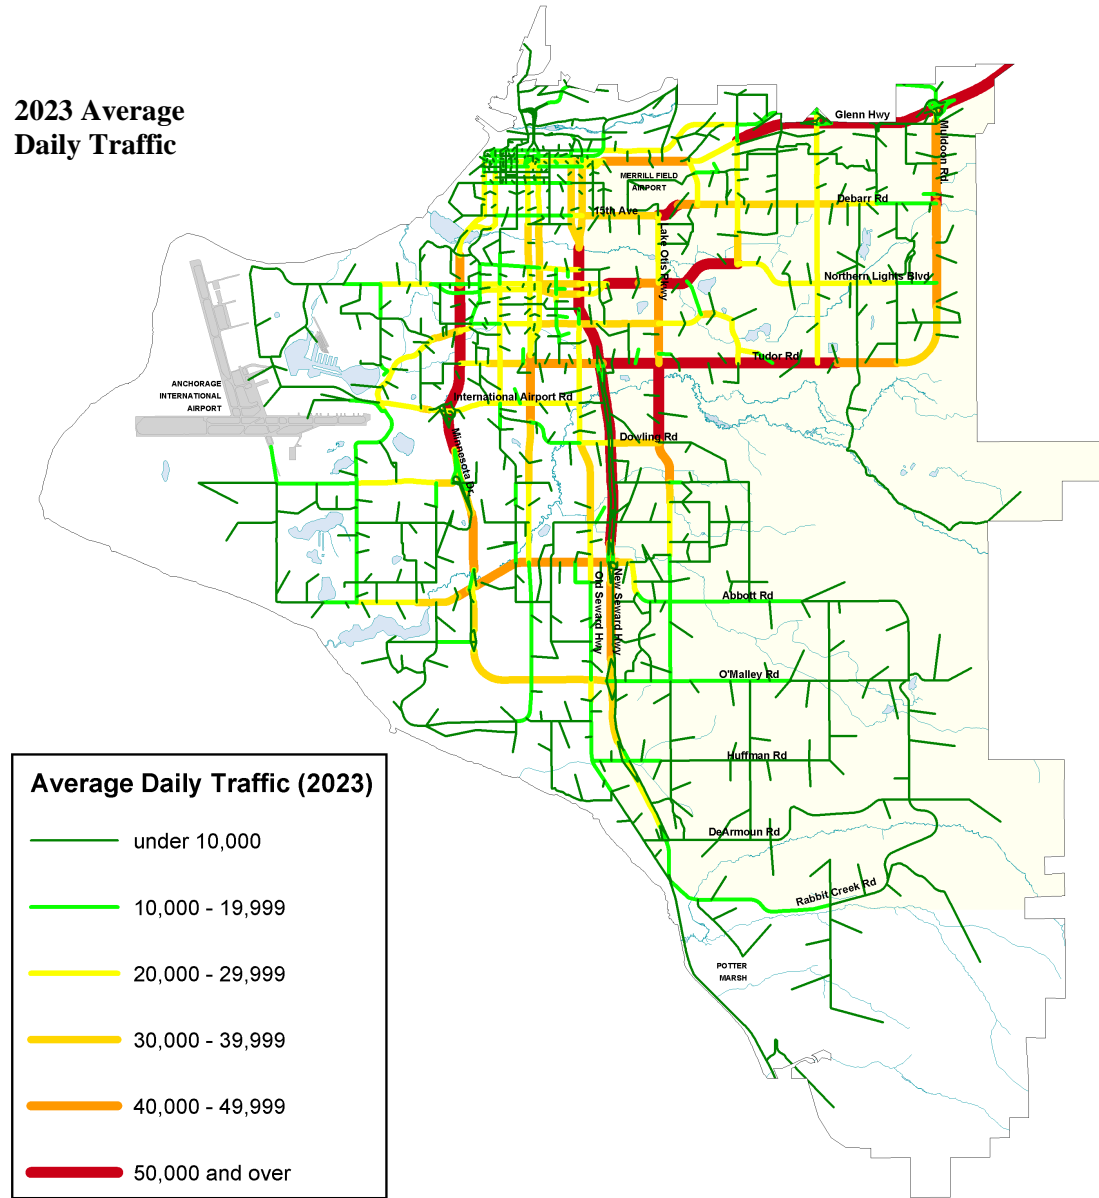 2023 Average
Daily Traffic
Glenn Hwy
Muldoon Rd.
MERRILL FIELD
AIRPORT
Debarr Rd
15th Ave
Lake Otis Pkwy
Northern Lights Blvd
Tudor Rd
ANCHORAGE
INTERNATIONAL
AIRPORT
International Airport Rd
Minnesota Dr.
Dowling Rd
Old Seward Hwy
New Seward Hwy
Abbott Rd
O'Malley Rd
Huffman Rd
DeArmoun Rd
Rabbit Creek Rd
POTTER
MARSH
Average Daily Traffic (2023)
under 10,000
10,000 - 19,999
20,000 - 29,999
30,000 - 39,999
40,000 - 49,999
50,000 and over